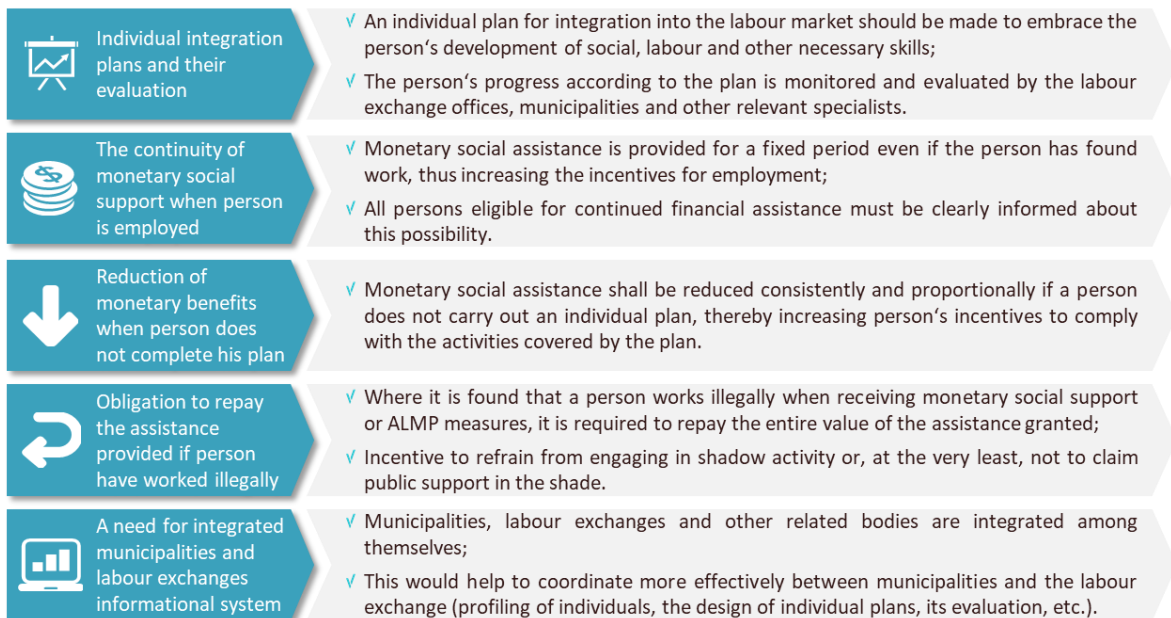 Individual integration
plans and their
evaluation
√ An individual plan for integration into the labour market should be made to embrace the
person‘s development of social, labour and other necessary skills;
√ The person‘s progress according to the plan is monitored and evaluated by the labour
exchange offices, municipalities and other relevant specialists.
The continuity of
monetary social
support when person
is employed
√ Monetary social assistance is provided for a fixed period even if the person has found
work, thus increasing the incentives for employment;
√ All persons eligible for continued financial assistance must be clearly informed about
this possibility.
Reduction of
monetary benefits
when person does
not complete his plan
√ Monetary social assistance shall be reduced consistently and proportionally if a person
does not carry out an individual plan, thereby increasing person‘s incentives to comply
with the activities covered by the plan.
Obligation to repay
the assistance
provided if person
have worked illegally
√ Where it is found that a person works illegally when receiving monetary social support
or ALMP measures, it is required to repay the entire value of the assistance granted;
√ Incentive to refrain from engaging in shadow activity or, at the very least, not to claim
public support in the shade.
A need for integrated
municipalities and
labour exchanges
informational system
√ Municipalities, labour exchanges and other related bodies are integrated among
themselves;
√ This would help to coordinate more effectively between municipalities and the labour
exchange (profiling of individuals, the design of individual plans, its evaluation, etc.).